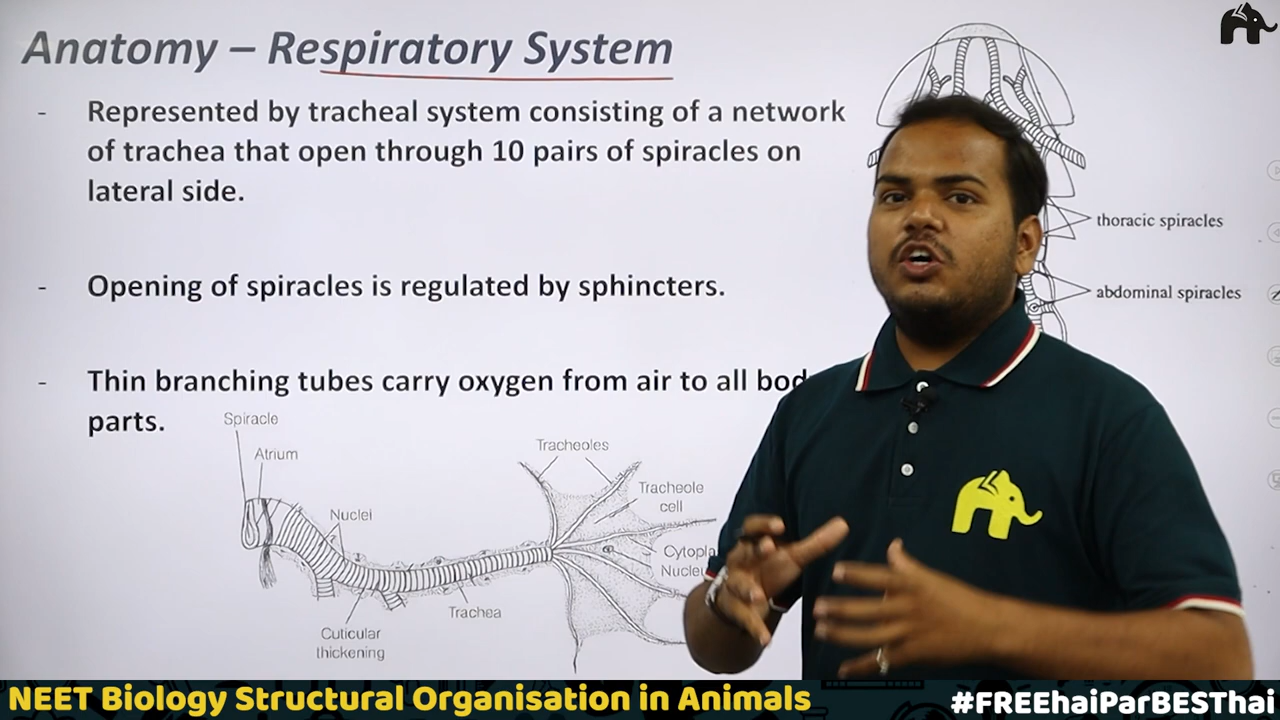 Anatomy – Respiratory System
- Represented by tracheal system consisting of a network
of trachea that open through 10 pairs of spiracles on
lateral side.
- Opening of spiracles is regulated by sphincters.
- Thin branching tubes carry oxygen from air to all
parts.
thoracic spiracles
abdominal spiracles
Spiracle
Atrium
Nuclei
Cuticular
thickening
Trachea
Tracheoles
Tracheole
cell
NEET Biology Structural Organisation in Animals
#FREEhaiParBESThai